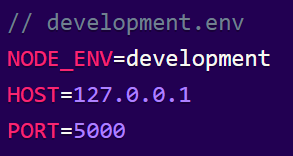 // development.env
NODE_ENV=development
HOST=127.0.0.1
PORT=5000